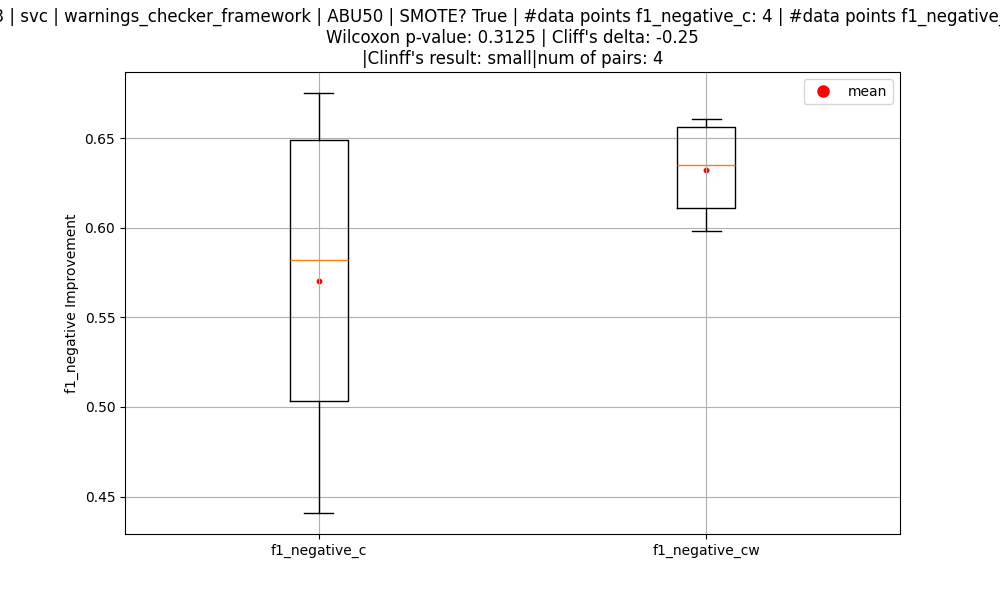 | svc | warnings_checker_framework | ABU50 | SMOTE? True | #data points f1_negative_c: 4 | #data points
Wilcoxon p-value: 0.3125 | Cliff's delta: -0.25
|Clinff's result: small|num of pairs: 4
mean
0.65
0.60
0.55
0.50
0.45
f1_negative Improvement
f1_negative_c
f1_negative_cw